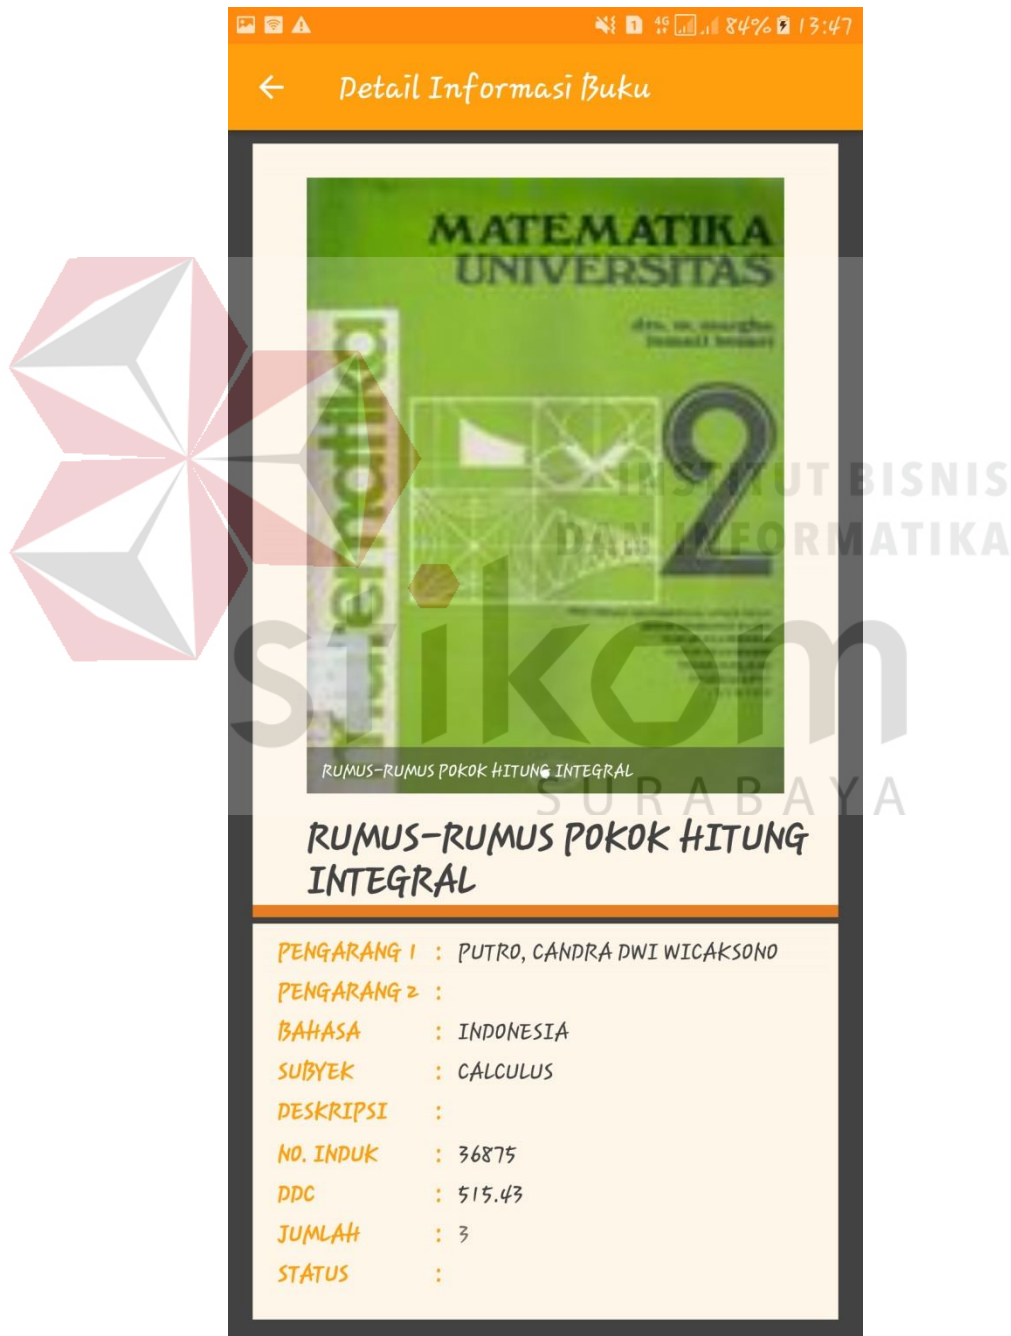 84% 13:47
Detail Informasi Buku
MATEMATIKA
UNIVERSITAS
matematika
2
RUMUS-RUMUS POKOK HITUNG INTEGRAL
INSTITUT BISNIS
DAN INFORMATIKA
stikom
SURABAYA
RUMUS-RUMUS POKOK HITUNG
INTEGRAL
PENGARANG 1 : PUTRO, CANDRA DWI WICAKSONO
PENGARANG 2 :
BAHASA : INDONESIA
SUBYEK : CALCULUS
DESKRIPSI :
NO. INDUK : 36875
DDC : 515.43
JUMLAH : 3
STATUS :